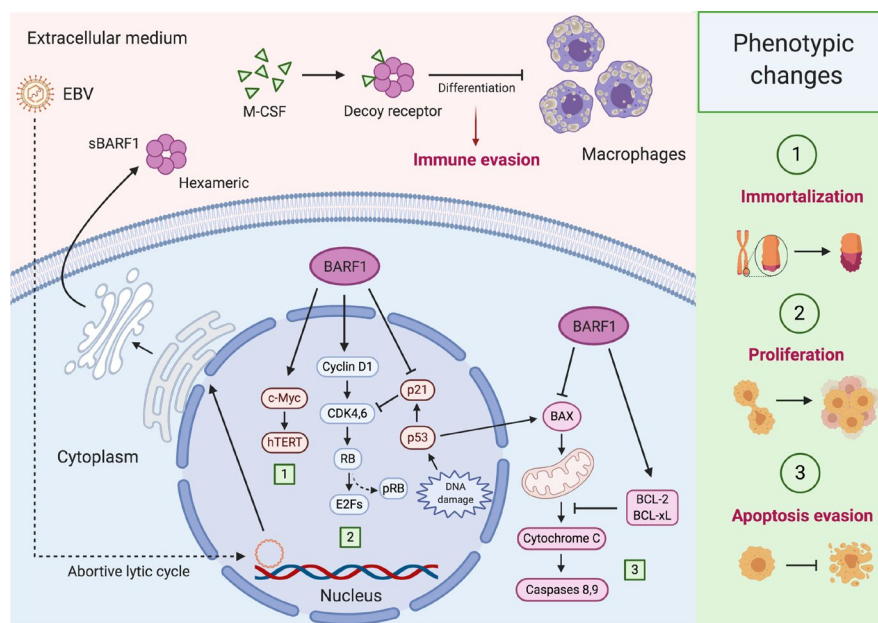 Extracellular medium
EBV
M-CSF
Decoy receptor
Differentiation
Immune evasion
Macrophages
sBARF1
Hexameric
BARF1
BARF1
Cyclin D1
c-Myc
hTERT
1
CDK4,6
RB
pRB
E2Fs
2
p21
p53
DNA
damage
BAX
BCL-2
BCL-xL
Cytochrome C
3
Caspases 8,9
Cytoplasm
Abortive lytic cycle
Nucleus
Phenotypic
changes
1
Immortalization
2
Proliferation
3
Apoptosis evasion